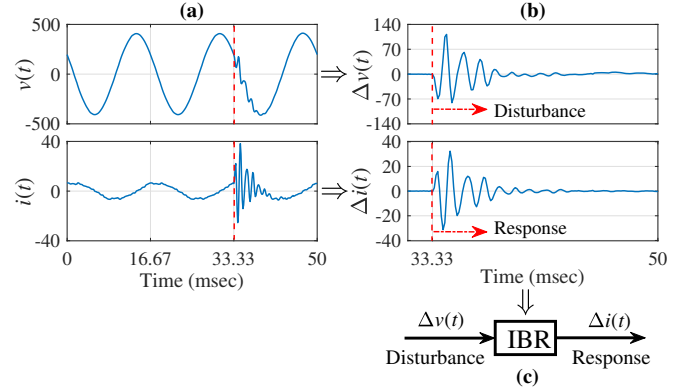 (a)
500
0
-500
v(t)
40
0
-40
i(t)
0
16.67
33.33
50
Time (msec)
⇒
⇒
(b)
140
70
0
-70
-140
Δv(t)
Disturbance
40
20
0
-20
-40
Δi(t)
Response
33.33
50
Time (msec)
⇓
Δv(t)
Disturbance
IBR
Δi(t)
Response
(c)